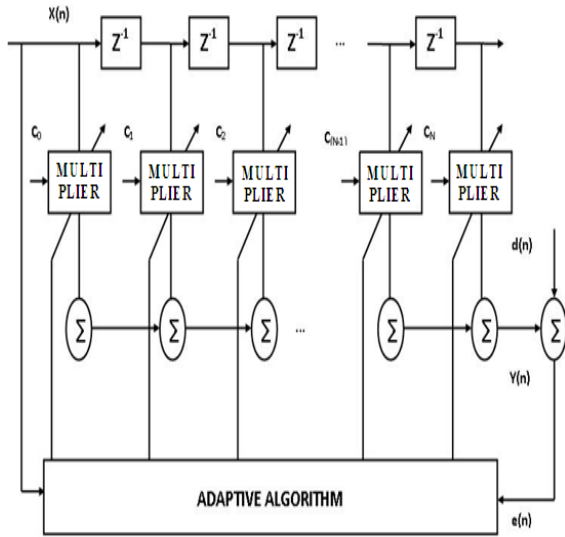 X(n)
Z-1 Z-1 Z-1 ... Z-1
C0 C1 C2 C(N-1) CN
MULTI PLIER MULTI PLIER MULTI PLIER MULTI PLIER MULTI PLIER
d(n)
Σ Σ Σ ... Σ Σ Σ
Y(n)
ADAPTIVE ALGORITHM
e(n)